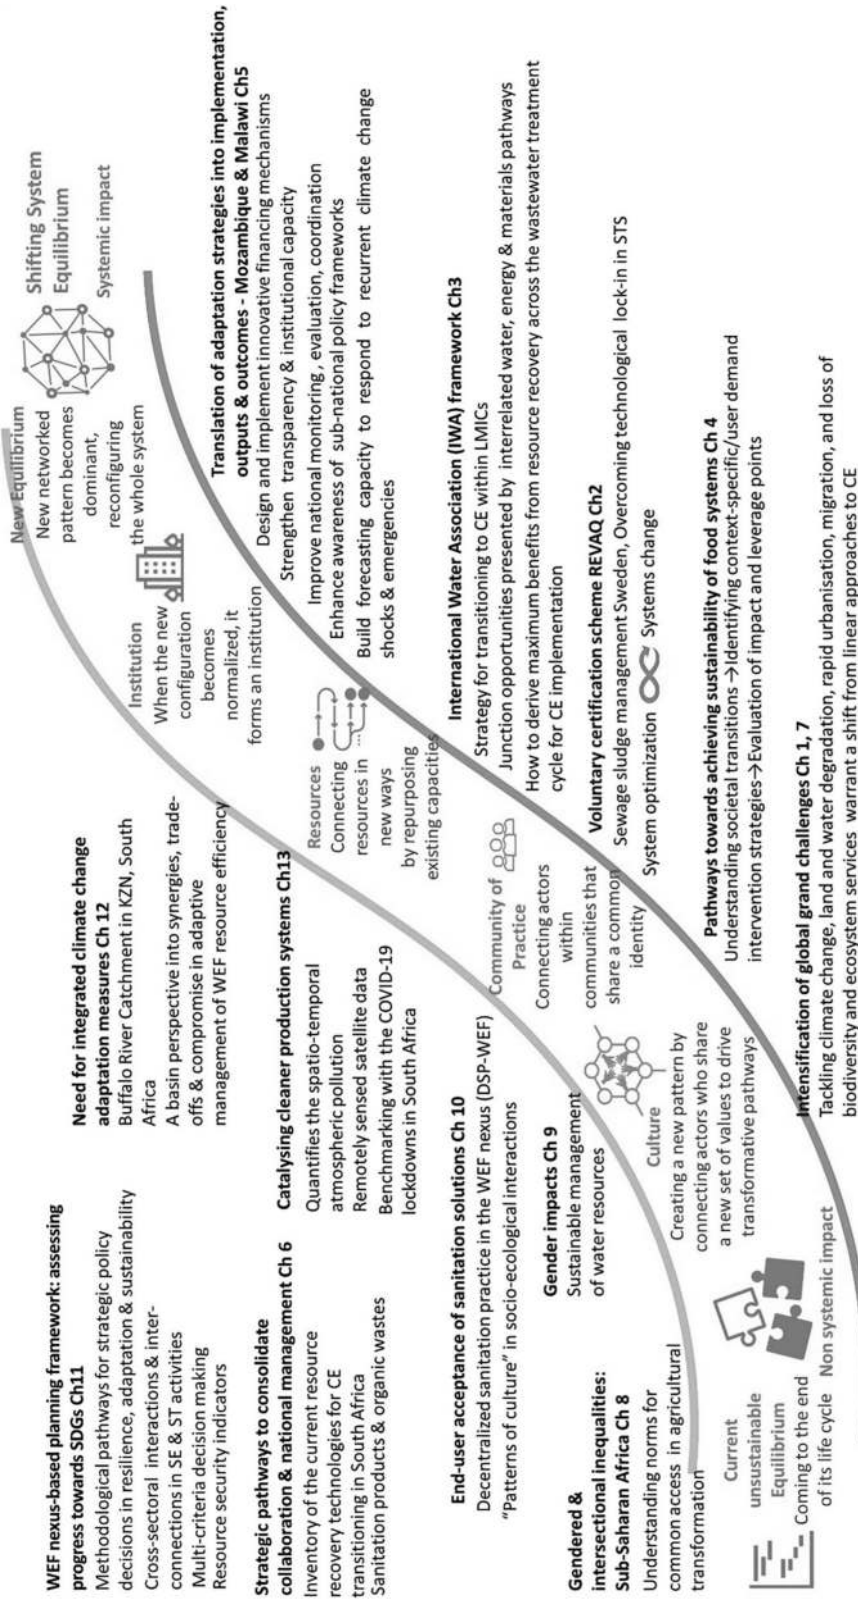 WEF nexus-based planning framework: assessing
progress towards SDGs Ch11
Methodological pathways for strategic policy
decisions in resilience, adaptation & sustainability
Cross-sectoral interactions & inter-
connections in SE & ST activities
Multi-criteria decision making
Resource security indicators
Need for integrated climate change
adaptation measures Ch 12
Buffalo River Catchment in KZN, South
Africa
A basin perspective into synergies, trade-
offs & compromise in adaptive
management of WEF resource efficiency
Strategic pathways to consolidate
collaboration & national management Ch 6
Inventory of the current resource
recovery technologies for CE
transitioning in South Africa
Sanitation products & organic wastes
Catalysing cleaner production systems Ch13
Quantifies the spatio-temporal
atmospheric pollution
Remotely sensed satellite data
Benchmarking with the COVID-19
lockdowns in South Africa
End-user acceptance of sanitation solutions Ch 10
Decentralized sanitation practice in the WEF nexus (DSP-WEF)
"Patterns of culture" in socio-ecological interactions
Gender impacts Ch 9
Sustainable management
of water resources
Gendered &
intersectional inequalities:
Sub-Saharan Africa Ch 8
Understanding norms for
common access in agricultural
transformation
Current
unsustainable
Equilibrium
Coming to the end
of its life cycle
Non systemic impact
Culture
Creating a new pattern by
connecting actors who share
a new set of values to drive
transformative pathways
Community of
Practice
Connecting actors
within
communities that
share a common
identity
Resources
Connecting
resources in
new ways
by repurposing
existing capacities
Institution
When the new
configuration
becomes
normalized, it
forms an institution
New Equilibrium
New networked
pattern becomes
dominant,
reconfiguring
the whole system
Shifting System
Equilibrium
Systemic impact
Translation of adaptation strategies into implementation,
outputs & outcomes - Mozambique & Malawi Ch5
Design and implement innovative financing mechanisms
Strengthen transparency & institutional capacity
Improve national monitoring, evaluation, coordination
Enhance awareness of sub-national policy frameworks
Build forecasting capacity to respond to recurrent climate change
shocks & emergencies
International Water Association (IWA) framework Ch3
Strategy for transitioning to CE within LMICs
Junction opportunities presented by interrelated water, energy & materials pathways
How to derive maximum benefits from resource recovery across the wastewater treatment
cycle for CE implementation
Voluntary certification scheme REVAQ Ch2
Sewage sludge management Sweden, Overcoming technological lock-in in STS
System optimization Systems change
Pathways towards achieving sustainability of food systems Ch 4
Understanding societal transitions →Identifying context-specific/user demand
intervention strategies→Evaluation of impact and leverage points
Intensification of global grand challenges Ch 1, 7
Tackling climate change, land and water degradation, rapid urbanisation, migration, and loss of
biodiversity and ecosystem services warrant a shift from linear approaches to CE